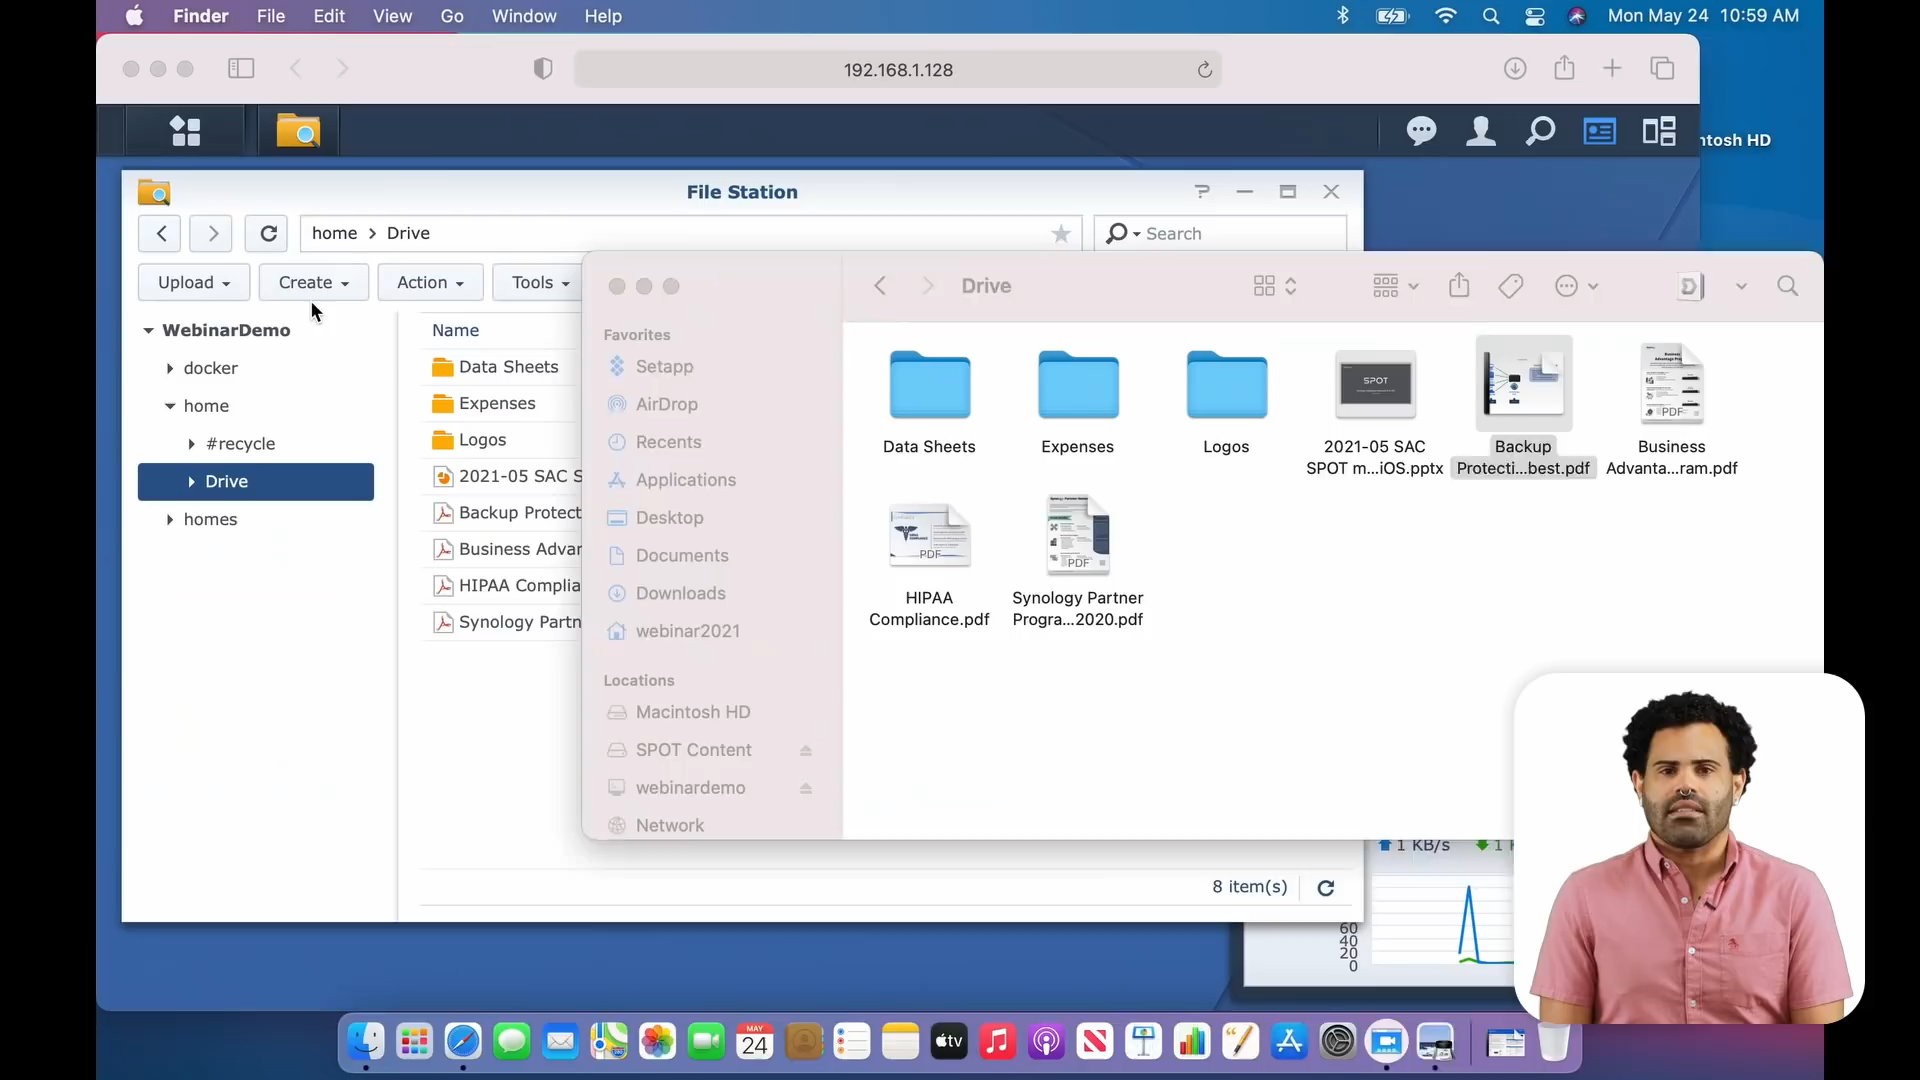 Finder File Edit View Go Window Help
Mon May 24 10:59 AM
192.168.1.128
ntosh HD
File Station
home Drive
Search
Upload Create Action Tools
WebinarDemo
docker
home
#recycle
Drive
homes
Name
Data Sheets
Expenses
Logos
2021-05 SAC S
Backup Protect
Business Advan
HIPAA Complia
Synology Partn
8 item(s)
Drive
Favorites
Setapp
AirDrop
Recents
Applications
Desktop
Documents
Downloads
webinar2021
Locations
Macintosh HD
SPOT Content
webinardemo
Network
SPOT
PDF
Data Sheets
Expenses
Logos
2021-05 SAC
SPOT m...iOS.pptx
Backup
Protecti...best.pdf
Business
Advanta...ram.pdf
PDF
PDF
HIPAA
Compliance.pdf
Synology Partner
Progra...2020.pdf
1 KB/s 1
60
40
20
0
MAY
24
tv